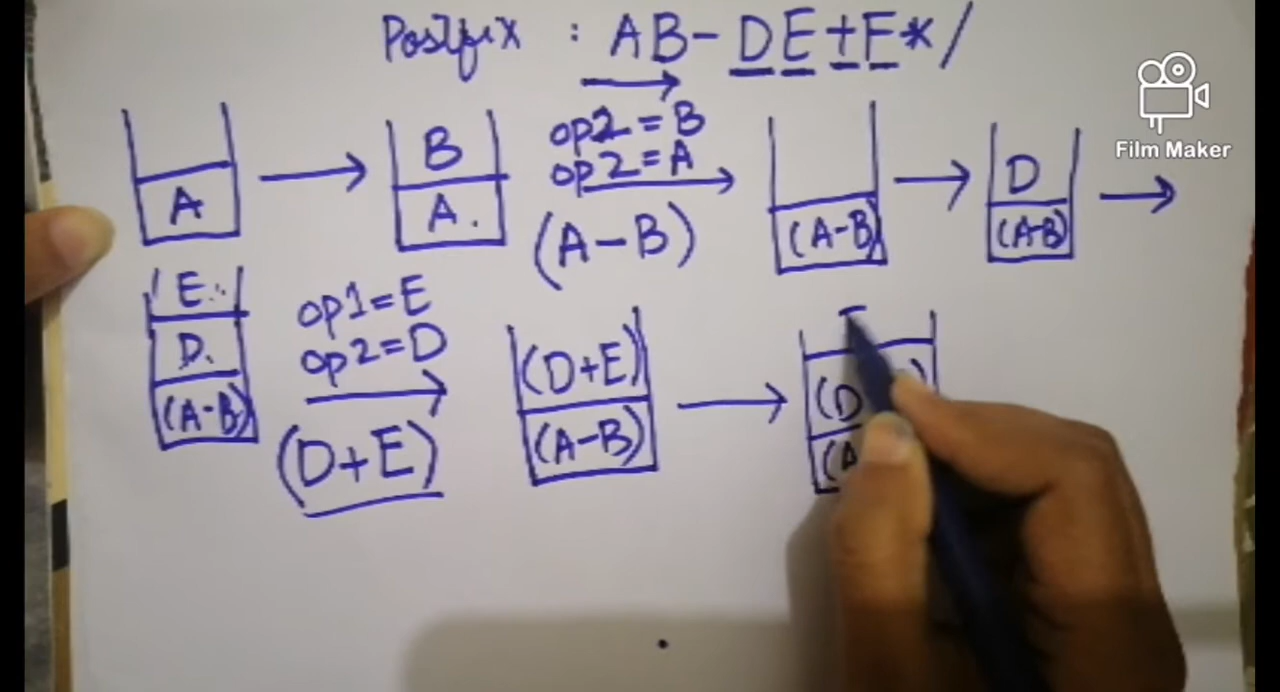 Postfix : AB- DE+F*/
Film Maker
A
B
A.
op2 = B
op2 = A
(A-B)
(A-B)
D
(A-B)
E.
D.
(A-B)
op1=E
op2=D
(D+E)
(D+E)
(A-B)
(D
(A